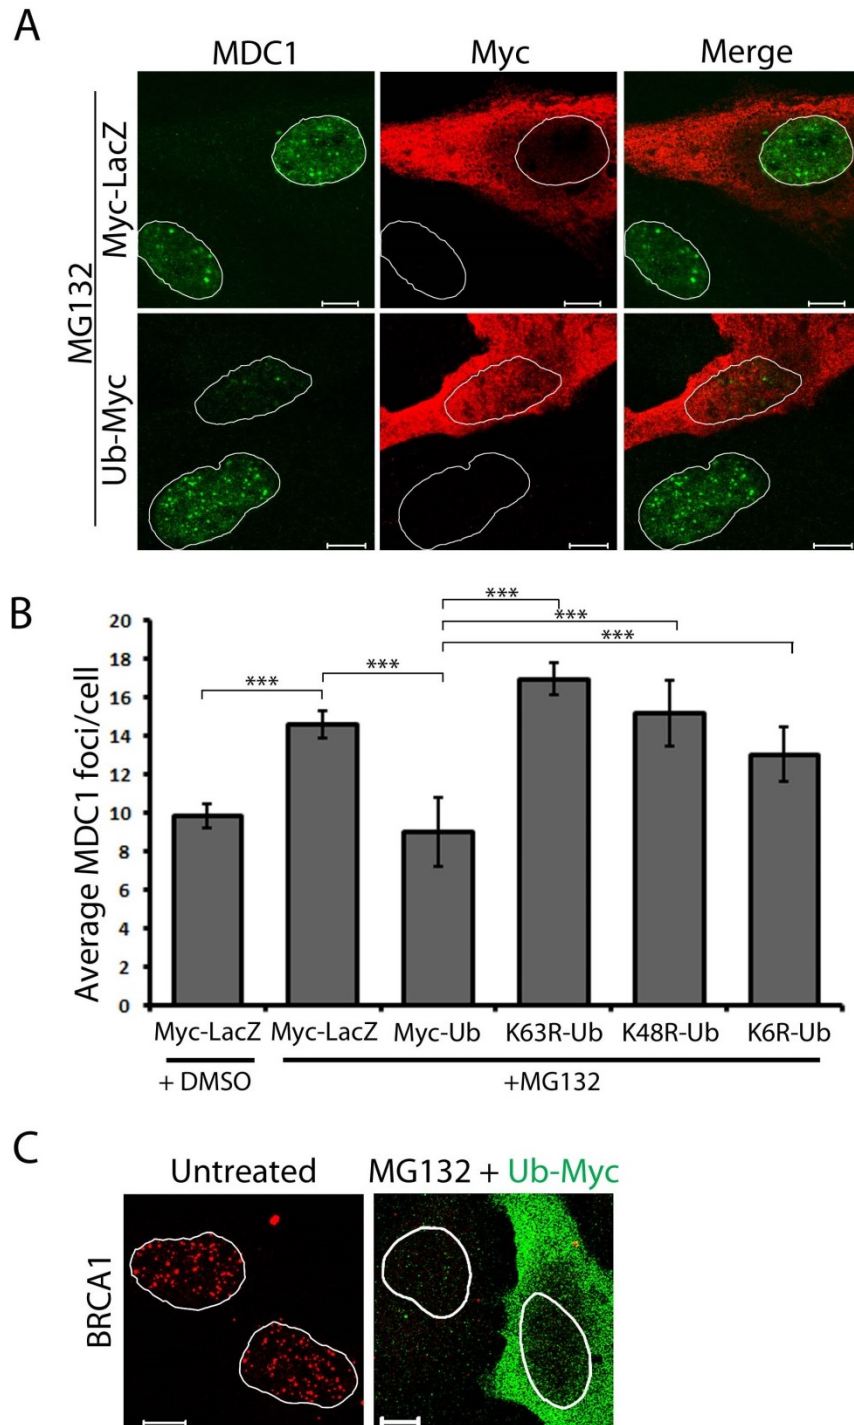 A
MDC1 Myc Merge
MG132
Myc-LacZ
Ub-Myc
B
Average MDC1 foci/cell
20
18
16
14
12
10
8
6
4
2
0
***
***
***
***
***
Myc-LacZ Myc-LacZ Myc-Ub K63R-Ub K48R-Ub K6R-Ub
+ DMSO +MG132
C
Untreated MG132 + Ub-Myc
BRCA1